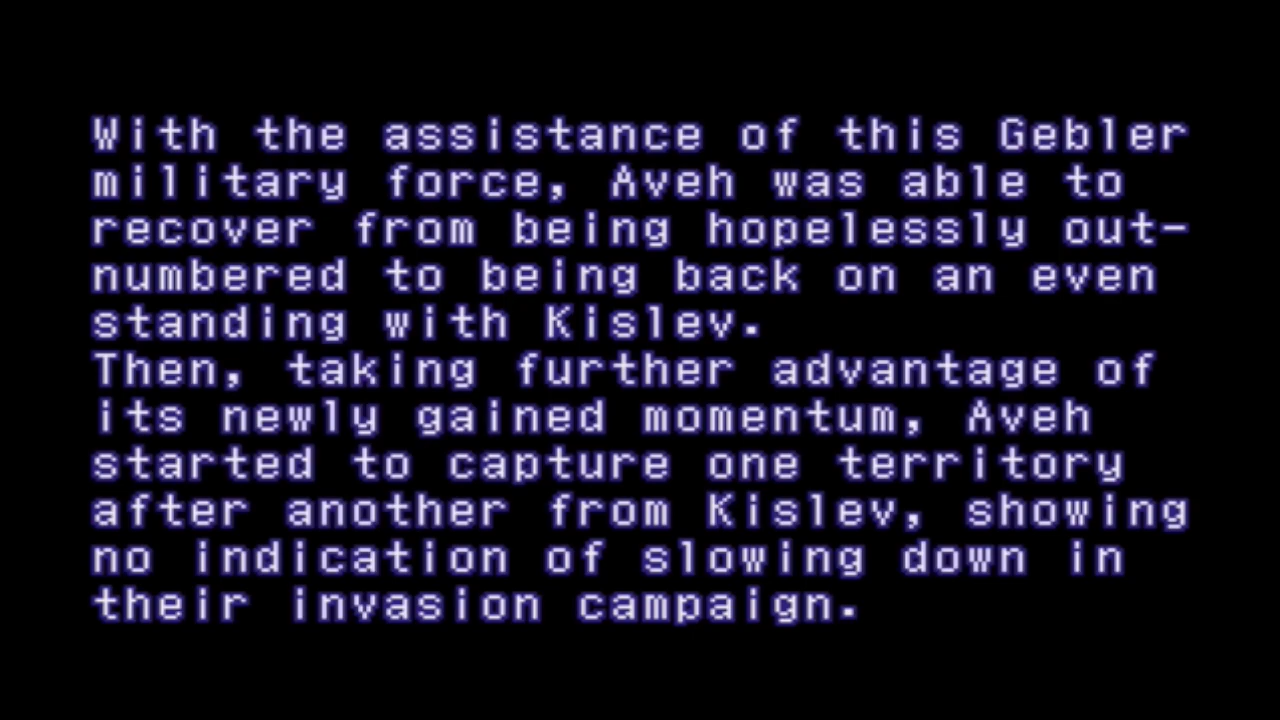 With the assistance of this Gebler
military force, Aveh was able to
recover from being hopelessly out-
numbered to being back on an even
standing with Kislev.
Then, taking further advantage of
its newly gained momentum, Aveh
started to capture one territory
after another from Kislev, showing
no indication of slowing down in
their invasion campaign.